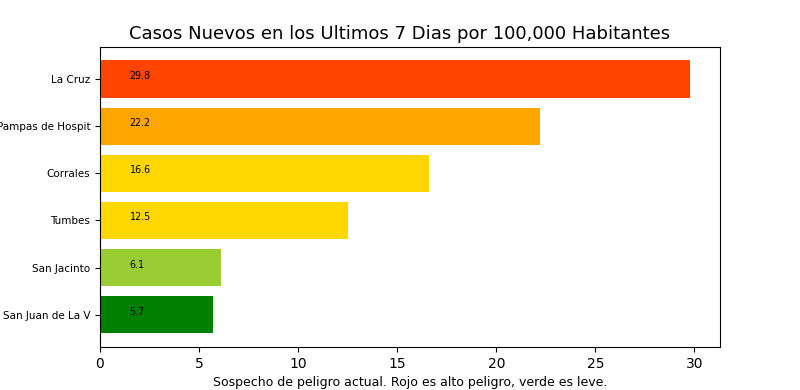 Casos Nuevos en los Ultimos 7 Dias por 100,000 Habitantes
La Cruz 29.8
Pampas de Hospit 22.2
Corrales 16.6
Tumbes 12.5
San Jacinto 6.1
San Juan de La V 5.7
0 5 10 15 20 25 30
Sospecho de peligro actual. Rojo es alto peligro, verde es leve.